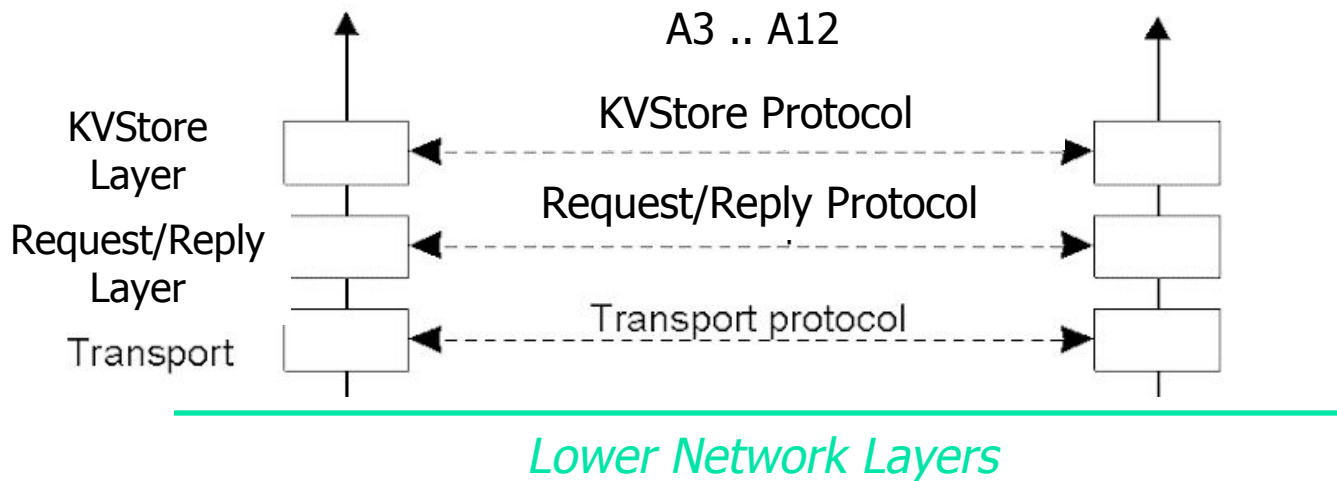 A3 .. A12
KVStore
Layer
KVStore Protocol
Request/Reply
Layer
Request/Reply Protocol
Transport
Transport protocol
Lower Network Layers